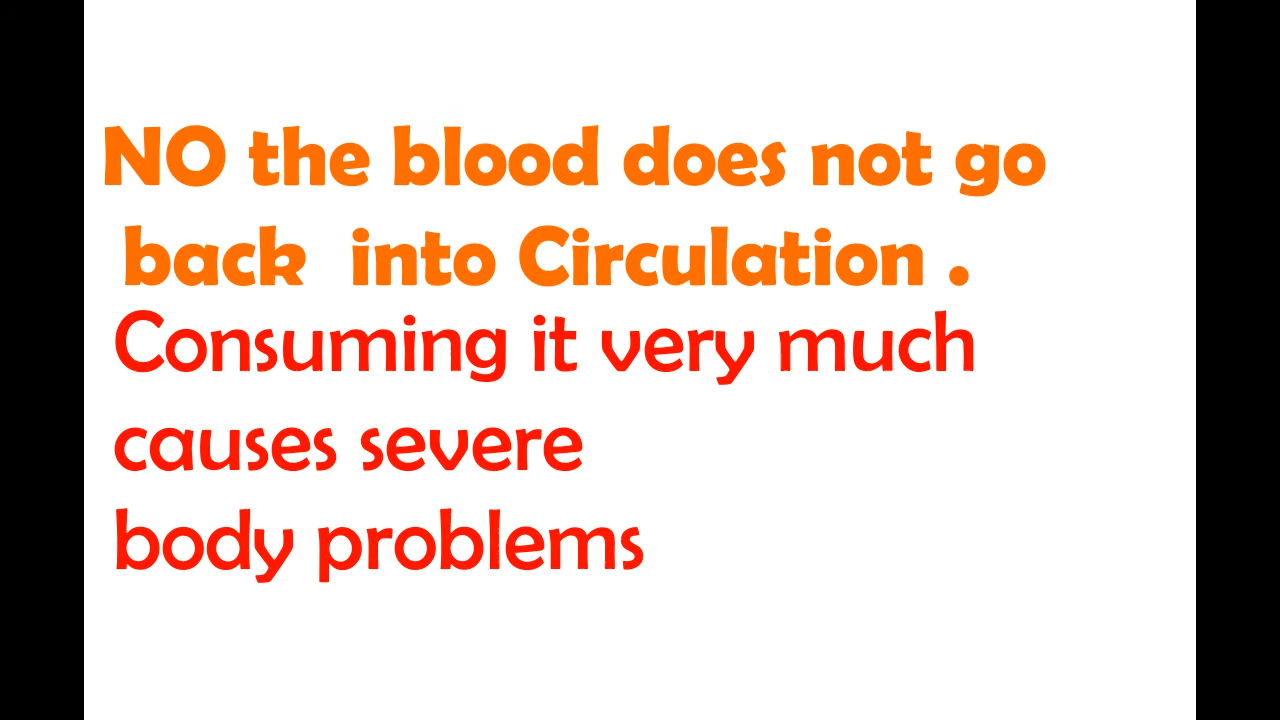 NO the blood does not go
back into Circulation .
Consuming it very much
causes severe
body problems